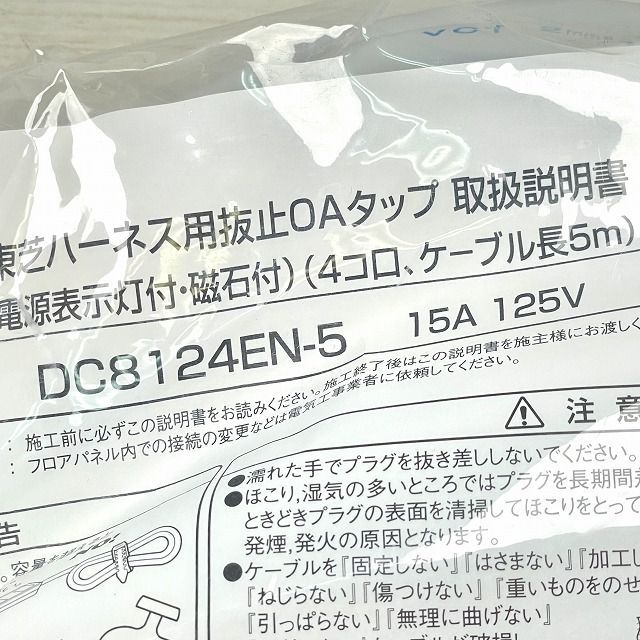 東芝ハーネス用抜止OAタップ 取扱説明書
電源表示灯付・磁石付)(4コロ、ケーブル長5m)
DC8124EN-5 15A 125V
: 施工前に必ずこの説明書をお読みください。施工終了後はこの説明書を施主様にお渡しく
: フロアパネル内での接続の変更などは電気工事業者に依頼してください。
注意
告
●濡れた手でプラグを抜き差ししないでください。
●ほこり,湿気の多いところではプラグを長期間
ときどきプラグの表面を清掃してほこりをとって
発煙,発火の原因となります。
●ケーブルを『固定しない』『はさまない』『加工し
『ねじらない』『傷つけない』『重いものをのせ
『引っぱらない』『無理に曲げない』